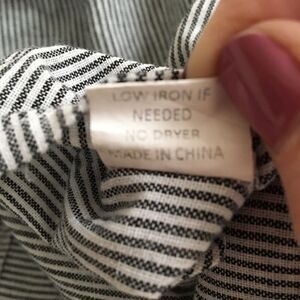 LOW IRON IF
NEEDED
NO DRYER
MADE IN CHINA